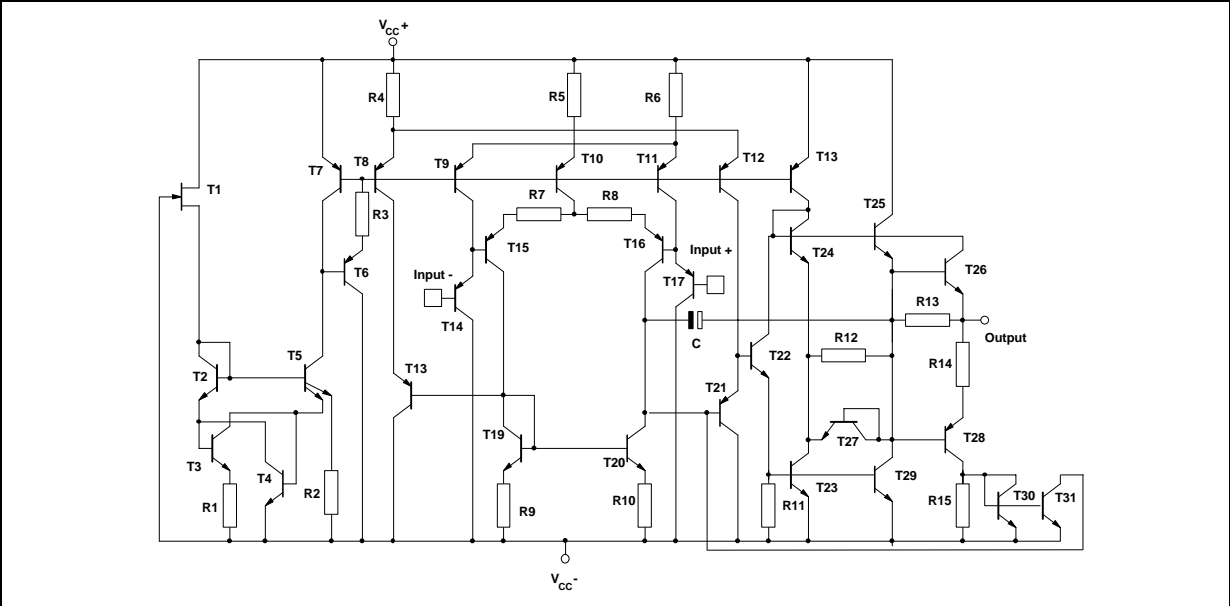 VCC+
R4
R5
R6
T7
T8
T9
T10
T11
T12
T13
T1
R3
R7
R8
T25
T15
T16
Input +
T24
T26
Input -
T6
T17
T14
R13
Output
C
R12
T2
T5
T13
T22
R14
T21
T19
T20
T27
T28
T3
T4
R1
R2
R9
R10
R11
T23
T29
R15
T30
T31
VCC-